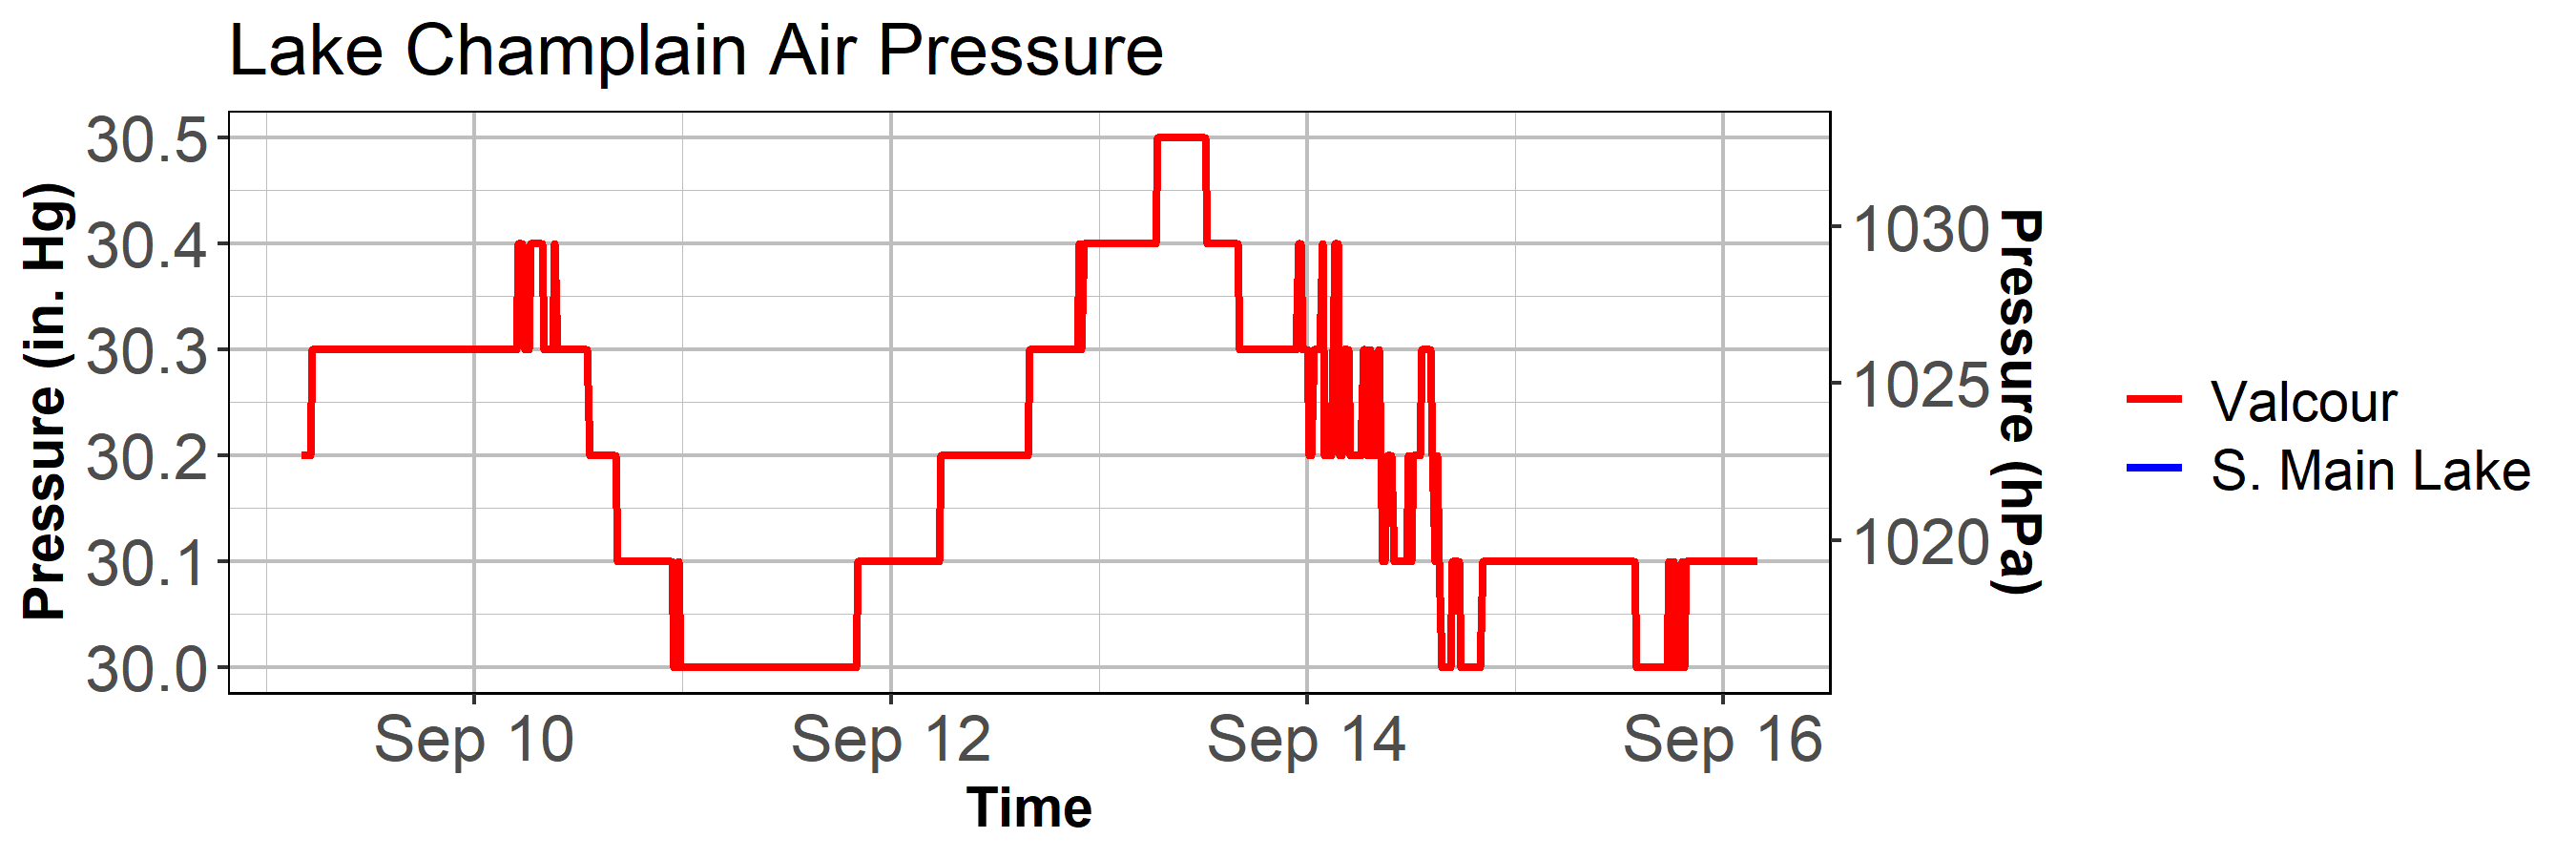 Lake Champlain Air Pressure
30.5
30.4
30.3
30.2
30.1
30.0
Pressure (in. Hg)
1030
1025
1020
Pressure (hPa)
Valcour
S. Main Lake
Sep 10
Sep 12
Sep 14
Sep 16
Time